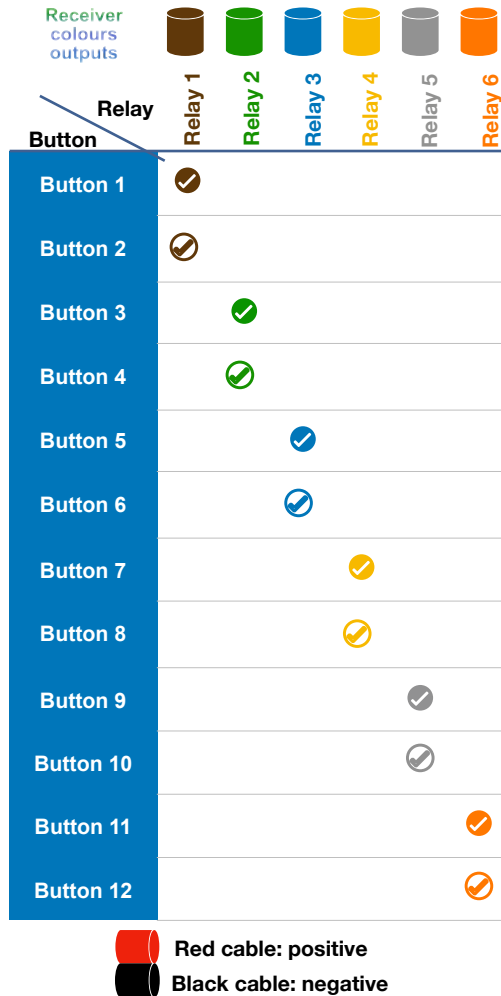 Receiver
colours
outputs
Relay 1
Relay 2
Relay 3
Relay 4
Relay 5
Relay 6
Relay
Button
Button 1
Button 2
Button 3
Button 4
Button 5
Button 6
Button 7
Button 8
Button 9
Button 10
Button 11
Button 12
Red cable: positive
Black cable: negative